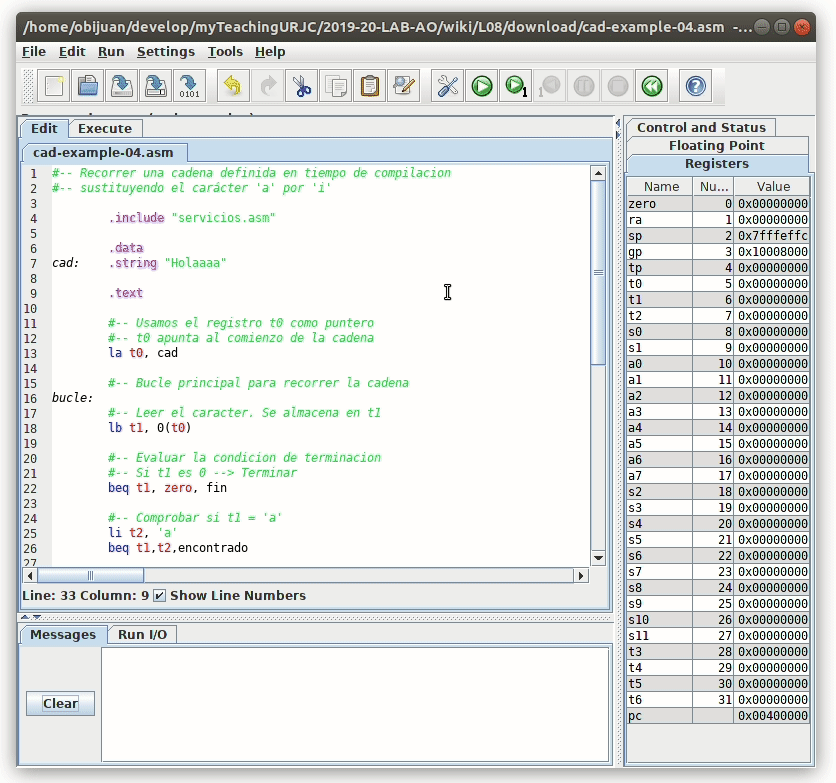 /home/obijuan/develop/myTeachingURJC/2019-20-LAB-AO/wiki/L08/download/cad-example-04.asm -...
File Edit Run Settings Tools Help
0101
1
1
Edit Execute
cad-example-04.asm
1 #-- Recorrer una cadena definida en tiempo de compilacion
2 #-- sustituyendo el carácter 'a' por 'i'
3
4 .include "servicios.asm"
5
6 .data
7 cad: .string "Holaaaa"
8
9 .text
10
11 #-- Usamos el registro t0 como puntero
12 #-- t0 apunta al comienzo de la cadena
13 la t0, cad
14
15 #-- Bucle principal para recorrer la cadena
16 bucle:
17 #-- Leer el caracter. Se almacena en t1
18 lb t1, 0(t0)
19
20 #-- Evaluar la condicion de terminacion
21 #-- Si t1 es 0 --> Terminar
22 beq t1, zero, fin
23
24 #-- Comprobar si t1 = 'a'
25 li t2, 'a'
26 beq t1,t2,encontrado
27
Line: 33 Column: 9 Show Line Numbers
Messages Run I/O
Clear
Control and Status
Floating Point
Registers
Name Nu... Value
zero 0 0x00000000
ra 1 0x00000000
sp 2 0x7fffeffc
gp 3 0x10008000
tp 4 0x00000000
t0 5 0x00000000
t1 6 0x00000000
t2 7 0x00000000
s0 8 0x00000000
s1 9 0x00000000
a0 10 0x00000000
a1 11 0x00000000
a2 12 0x00000000
a3 13 0x00000000
a4 14 0x00000000
a5 15 0x00000000
a6 16 0x00000000
a7 17 0x00000000
s2 18 0x00000000
s3 19 0x00000000
s4 20 0x00000000
s5 21 0x00000000
s6 22 0x00000000
s7 23 0x00000000
s8 24 0x00000000
s9 25 0x00000000
s10 26 0x00000000
s11 27 0x00000000
t3 28 0x00000000
t4 29 0x00000000
t5 30 0x00000000
t6 31 0x00000000
pc 0x00400000